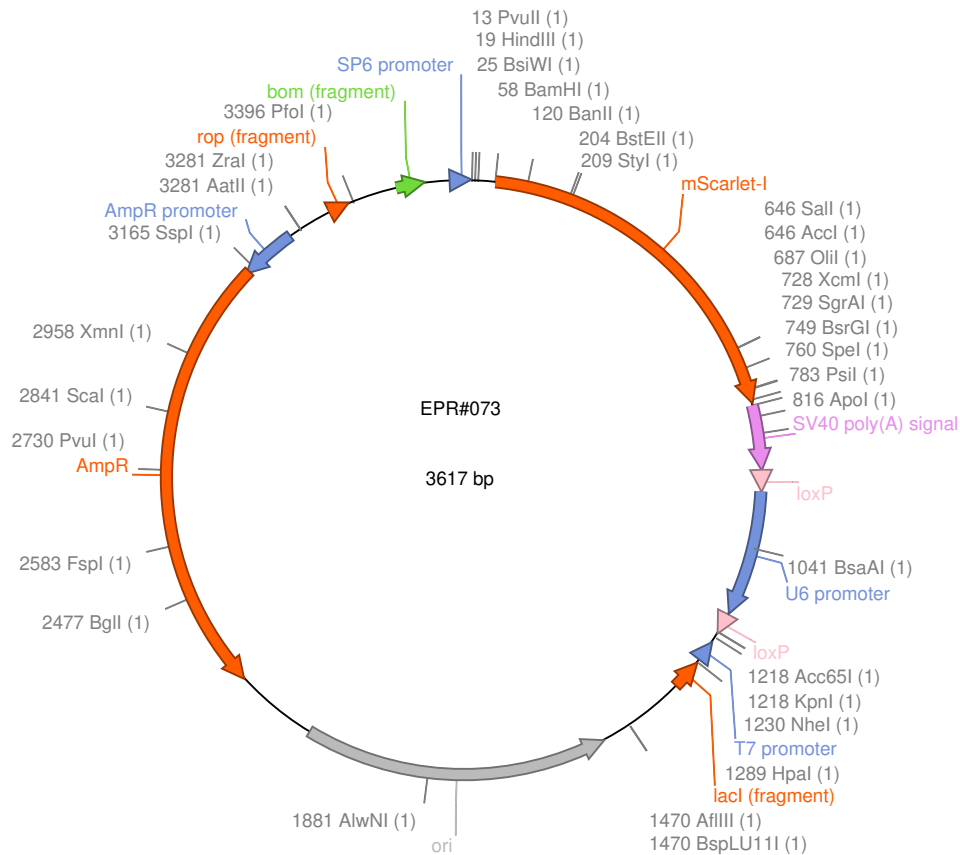 13 PvuII (1)
19 HindIII (1)
SP6 promoter
25 BsiWI (1)
bom (fragment)
58 BamHI (1)
3396 PfoI (1)
120 BanII (1)
rop (fragment)
204 BstEII (1)
3281 ZraI (1)
209 StyI (1)
3281 AatII (1)
mScarlet-I
AmpR promoter
646 SalI (1)
3165 SspI (1)
646 AccI (1)
687 OliI (1)
728 XcmI (1)
729 SgrAI (1)
2958 XmnI (1)
749 BsrGI (1)
760 SpeI (1)
783 PsiI (1)
2841 ScaI (1)
816 ApoI (1)
EPR#073
SV40 poly(A) signal
2730 PvuI (1)
AmpR
3617 bp
loxP
2583 FspI (1)
1041 BsaAI (1)
U6 promoter
2477 BglI (1)
loxP
1218 Acc65I (1)
1218 KpnI (1)
1230 NheI (1)
T7 promoter
1289 HpaI (1)
lacI (fragment)
1881 AlwNI (1)
1470 AflIII (1)
ori
1470 BspLU11I (1)